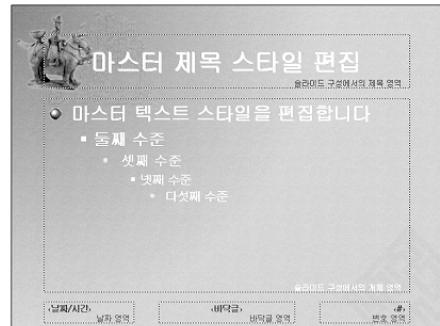 마스터 제목 스타일 편집
슬라이드 구성에서의 제목 영역
마스터 텍스트 스타일을 편집합니다
둘째 수준
셋째 수준
넷째 수준
다섯째 수준
슬라이드 구성에서의 개체 영역
‹날짜/시간›
날짜 영역
‹바닥글›
바닥글 영역
‹#›
번호 영역